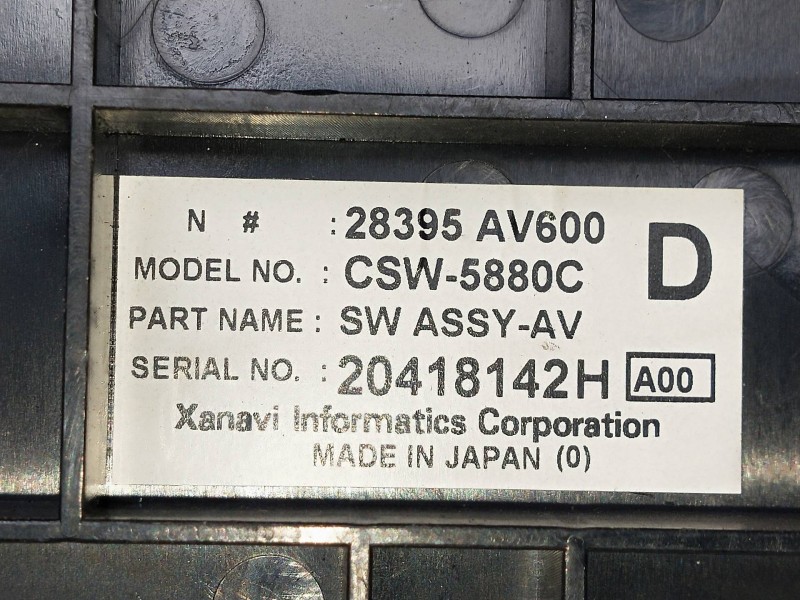 N # : 28395 AV600
D
MODEL NO. : CSW-5880C
PART NAME : SW ASSY-AV
SERIAL NO. : 20418142H A00
Xanavi Informatics Corporation
MADE IN JAPAN (0)